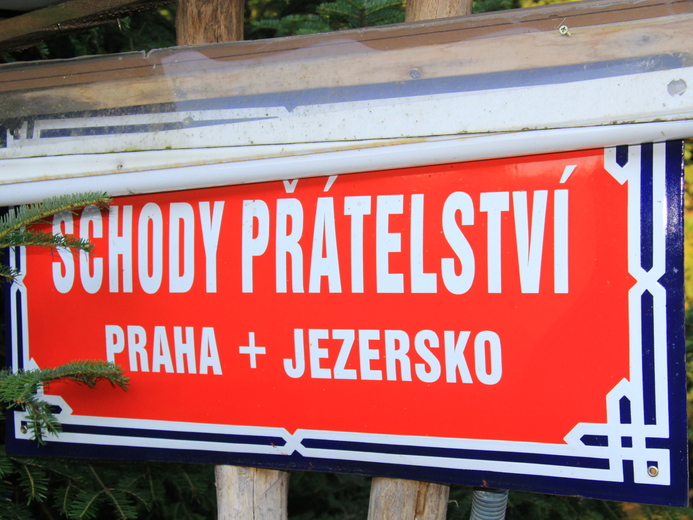 SCHODY PŘÁTELSTVÍ
PRAHA + JEZERSKO